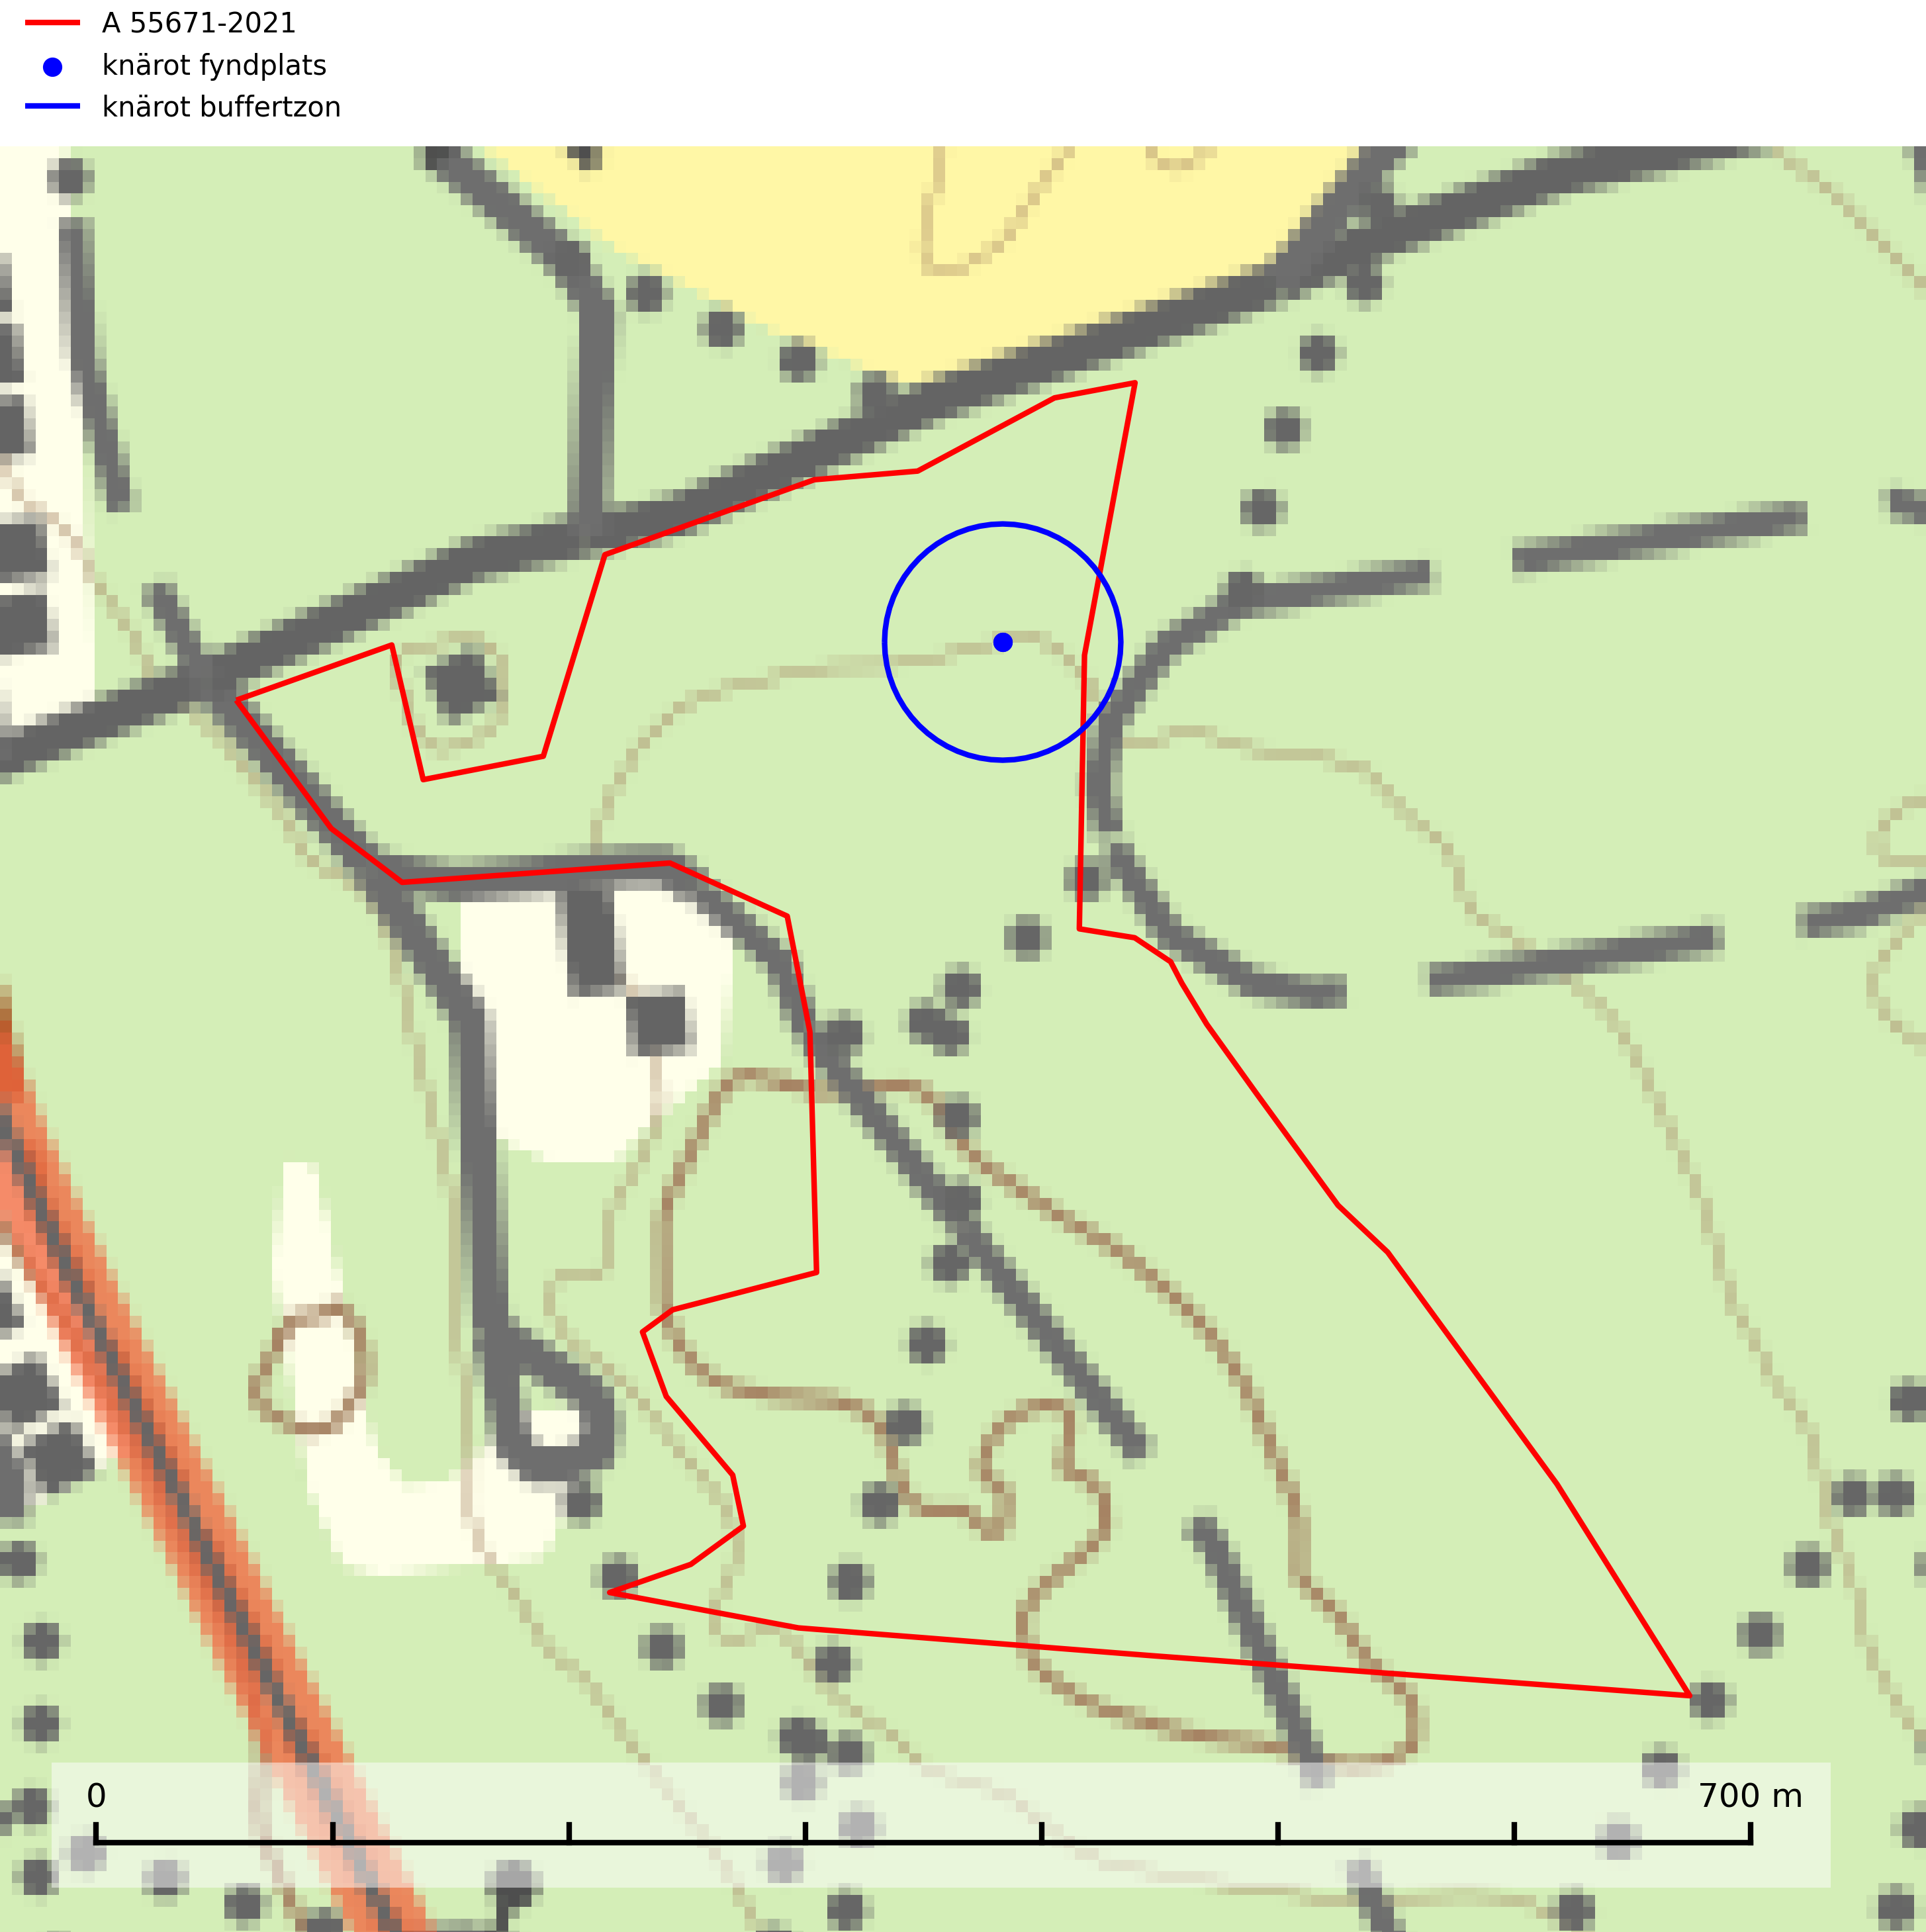 A 55671-2021
knärot fyndplats
knärot buffertzon
0
700 m